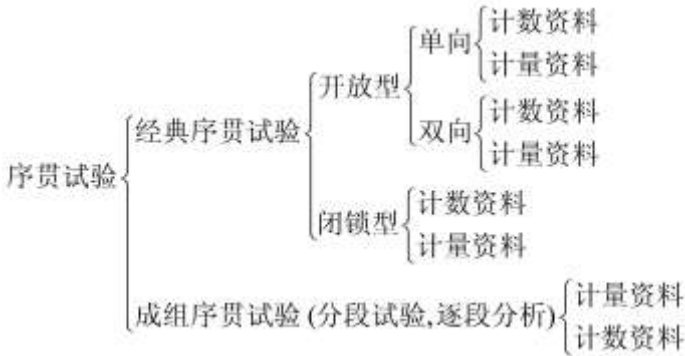 序贯试验
经典序贯试验
开放型
单向
计数资料
计量资料
双向
计数资料
计量资料
闭锁型
计数资料
计量资料
成组序贯试验(分段试验,逐段分析)
计量资料
计数资料